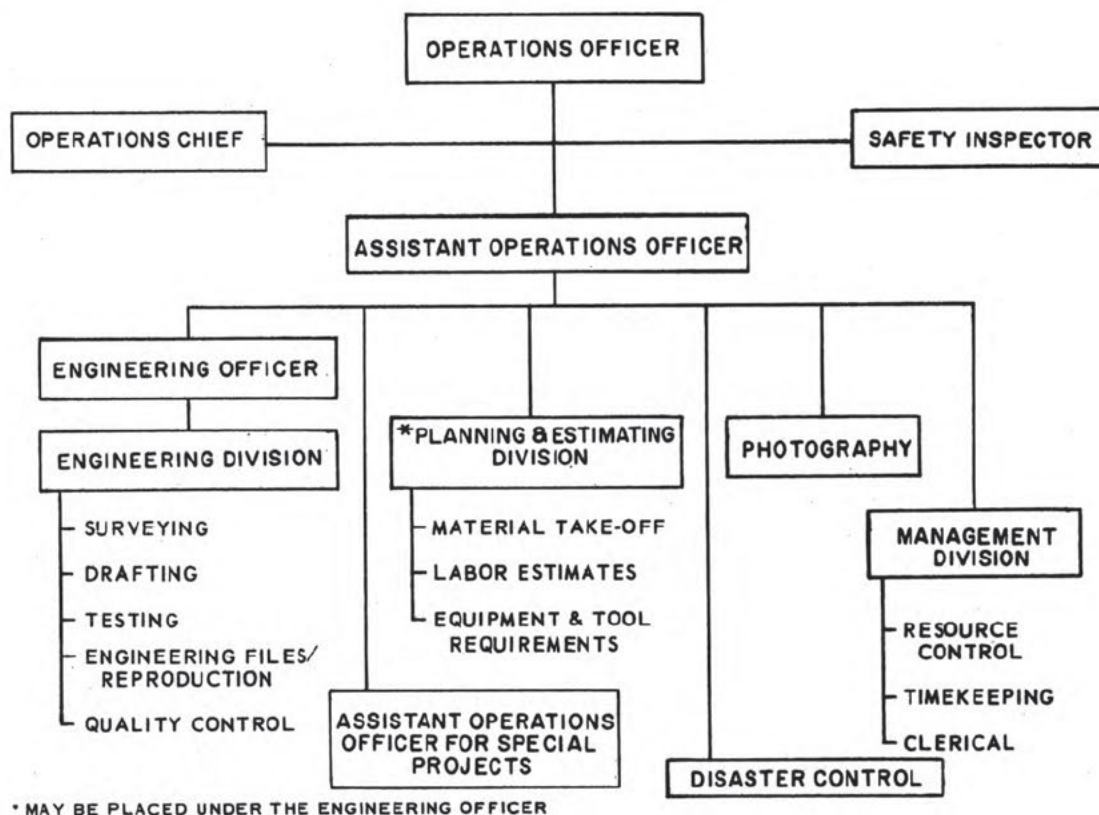 OPERATIONS OFFICER
OPERATIONS CHIEF
SAFETY INSPECTOR
ASSISTANT OPERATIONS OFFICER
ENGINEERING OFFICER
ENGINEERING DIVISION
SURVEYING
DRAFTING
TESTING
ENGINEERING FILES/
REPRODUCTION
QUALITY CONTROL
ASSISTANT OPERATIONS
OFFICER FOR SPECIAL
PROJECTS
*PLANNING & ESTIMATING
DIVISION
MATERIAL TAKE-OFF
LABOR ESTIMATES
EQUIPMENT & TOOL
REQUIREMENTS
DISASTER CONTROL
PHOTOGRAPHY
MANAGEMENT
DIVISION
RESOURCE
CONTROL
TIMEKEEPING
CLERICAL
* MAY BE PLACED UNDER THE ENGINEERING OFFICER